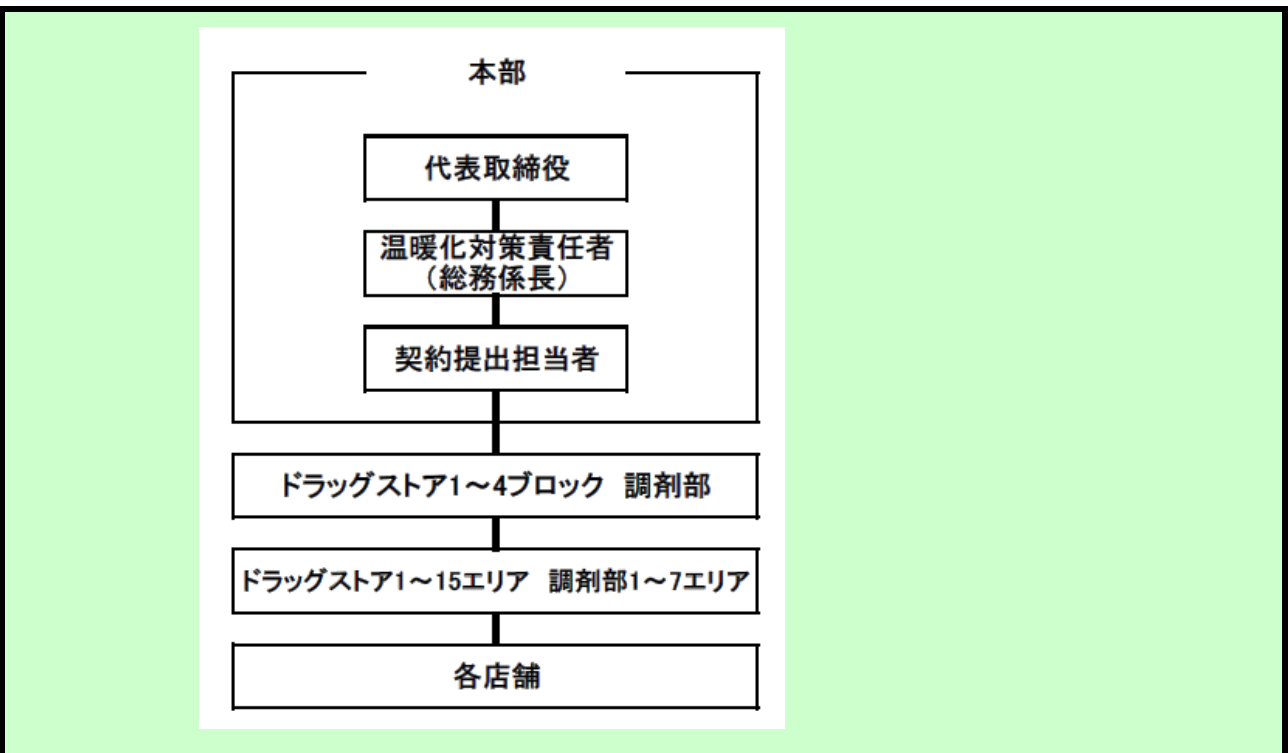 本部
代表取締役
温暖化対策責任者
（総務係長）
契約提出担当者
ドラッグストア1～4ブロック　調剤部
ドラッグストア1～15エリア　調剤部1～7エリア
各店舗